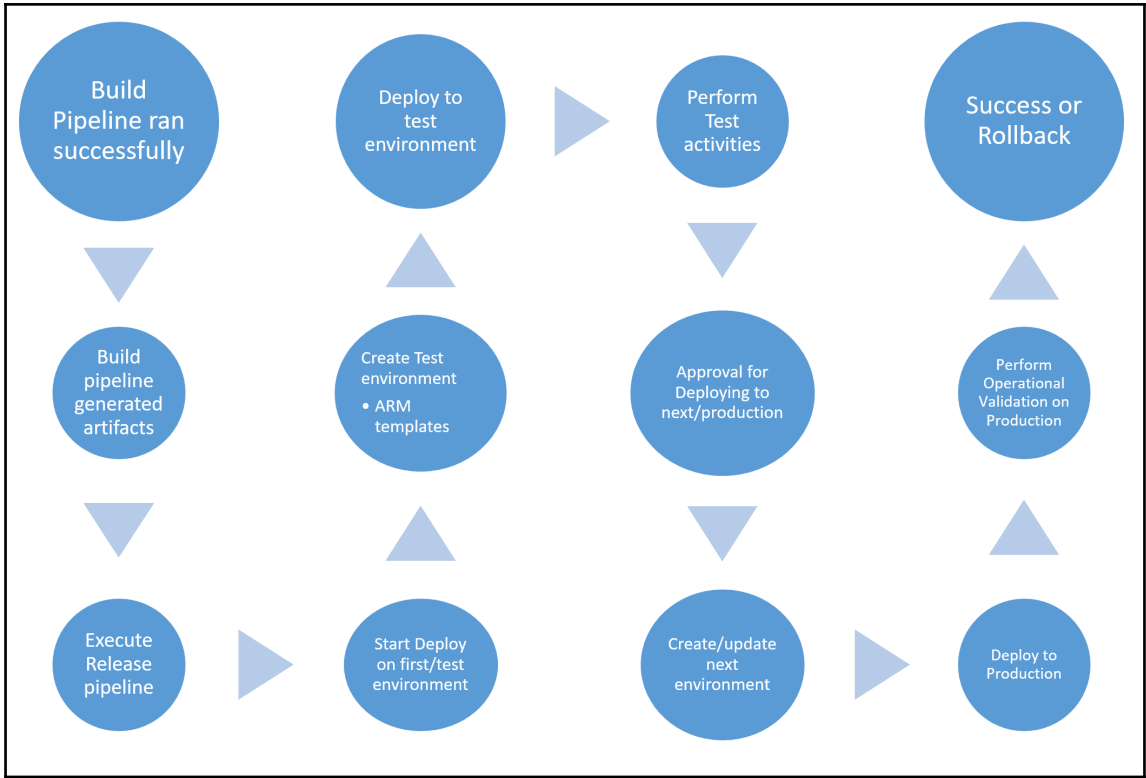 Build
Pipeline ran
successfully
Build
pipeline
generated
artifacts
Execute
Release
pipeline
Start Deploy
on first/test
environment
Create Test
environment
• ARM
templates
Deploy to
test
environment
Perform
Test
activities
Approval for
Deploying to
next/production
Create/update
next
environment
Deploy to
Production
Perform
Operational
Validation on
Production
Success or
Rollback